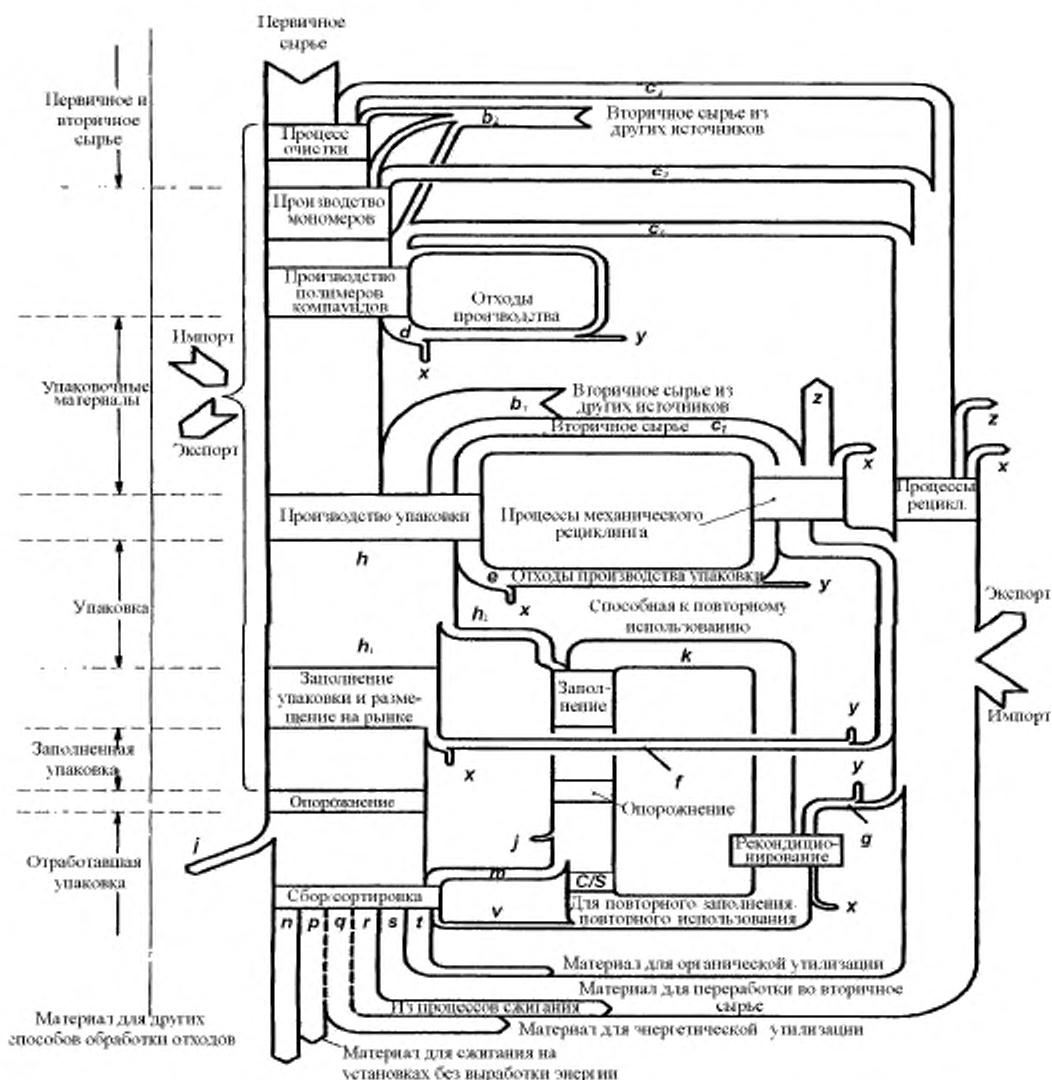 Первичное
сырье
c₄
Первичное и
вторичное
сырье
b₂
Вторичное сырье из
других источников
Процесс
очистки
Производство
мономеров
Производство
полимеров
компаундов
Отходы
производства
d
y
x
Импорт
Упаковочные
материалы
Экспорт
b₁
Вторичное сырье из
других источников
Вторичное сырье
z
z
x
x
Процессы
рецикл.
Производство упаковки
Процессы механического
рециклинга
h
e
Отходы производства упаковки
y
x
Упаковка
h₂
Способная к повторному
использованию
Экспорт
h₁
k
Заполнение
упаковки и разме-
щение на рынке
Запол-
нение
Импорт
y
Заполненная
упаковка
x
f
y
Опорожнение
Опорожнение
j
i
Рекондицио-
нирование
g
Отработавшая
упаковка
m
C/S
Сбор/сортировка
v
Для повторного заполнения-
повторного использования
x
n p q r s t
Материал для органической утилизации
Материал для переработки во вторичное
сырье
Из процессов сжигания
Материал для других
способов обработки отходов
Материал для энергетической утилизации
Материал для сжигания на
установках без выработки энергии